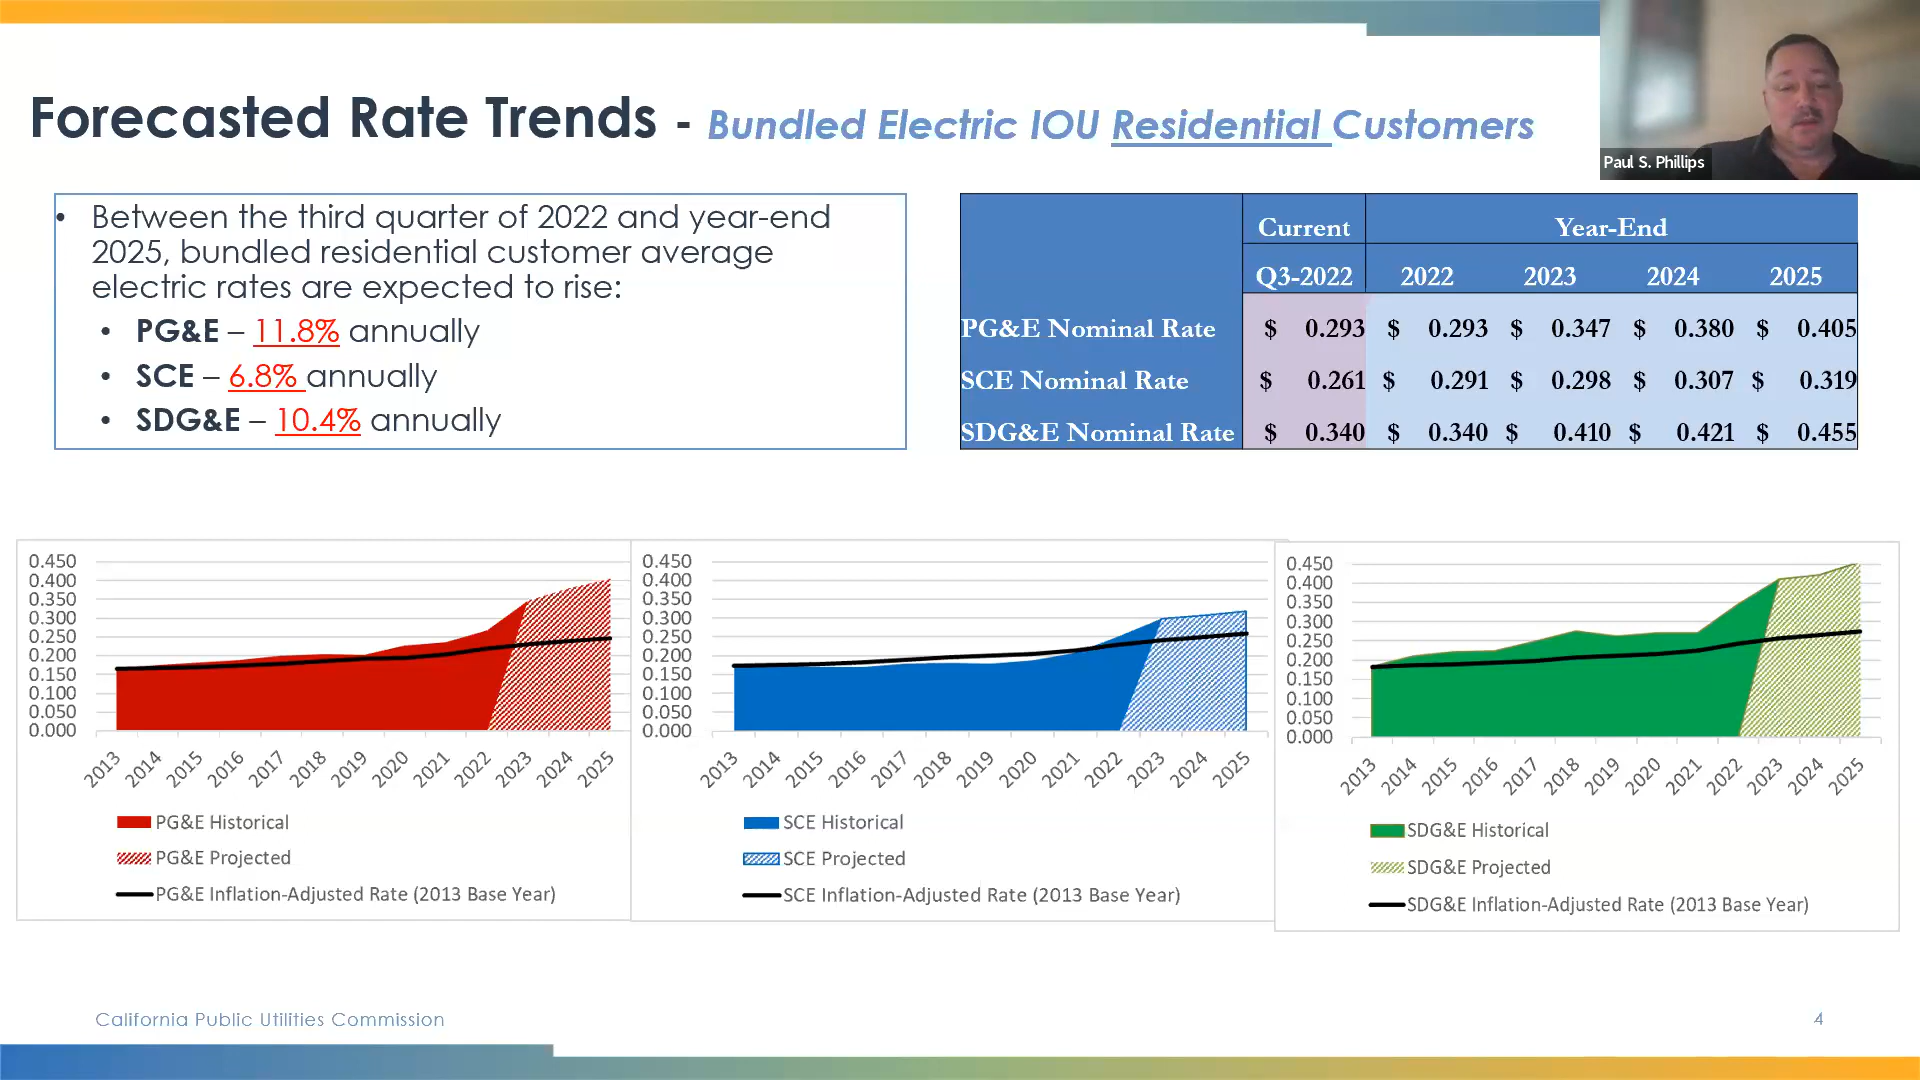 Forecasted Rate Trends - Bundled Electric IOU Residential Customers
Paul S. Phillips
• Between the third quarter of 2022 and year-end
2025, bundled residential customer average
electric rates are expected to rise:
• PG&E – 11.8% annually
• SCE – 6.8% annually
• SDG&E – 10.4% annually
Current Year-End
Q3-2022 2022 2023 2024 2025
PG&E Nominal Rate $ 0.293 $ 0.293 $ 0.347 $ 0.380 $ 0.405
SCE Nominal Rate $ 0.261 $ 0.291 $ 0.298 $ 0.307 $ 0.319
SDG&E Nominal Rate $ 0.340 $ 0.340 $ 0.410 $ 0.421 $ 0.455
0.450
0.400
0.350
0.300
0.250
0.200
0.150
0.100
0.050
0.000
2013 2014 2015 2016 2017 2018 2019 2020 2021 2022 2023 2024 2025
PG&E Historical
PG&E Projected
PG&E Inflation-Adjusted Rate (2013 Base Year)
0.450
0.400
0.350
0.300
0.250
0.200
0.150
0.100
0.050
0.000
2013 2014 2015 2016 2017 2018 2019 2020 2021 2022 2023 2024 2025
SCE Historical
SCE Projected
SCE Inflation-Adjusted Rate (2013 Base Year)
0.450
0.400
0.350
0.300
0.250
0.200
0.150
0.100
0.050
0.000
2013 2014 2015 2016 2017 2018 2019 2020 2021 2022 2023 2024 2025
SDG&E Historical
SDG&E Projected
SDG&E Inflation-Adjusted Rate (2013 Base Year)
California Public Utilities Commission
4